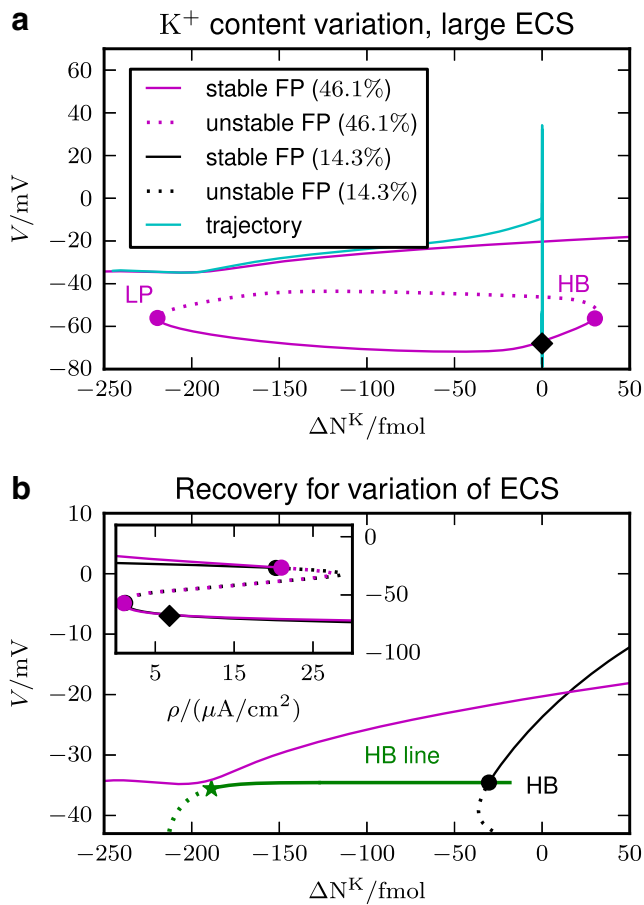 a
K⁺ content variation, large ECS
stable FP (46.1%)
unstable FP (46.1%)
stable FP (14.3%)
unstable FP (14.3%)
trajectory
LP
HB
V/mV
60
40
20
0
−20
−40
−60
−80
−250 −200 −150 −100 −50 0 50
ΔNᴷ/fmol
b
Recovery for variation of ECS
10
0
−10
−20
−30
−40
V/mV
0
−50
−100
5 15 25
ρ/(μA/cm²)
HB line
HB
−250 −200 −150 −100 −50 0 50
ΔNᴷ/fmol